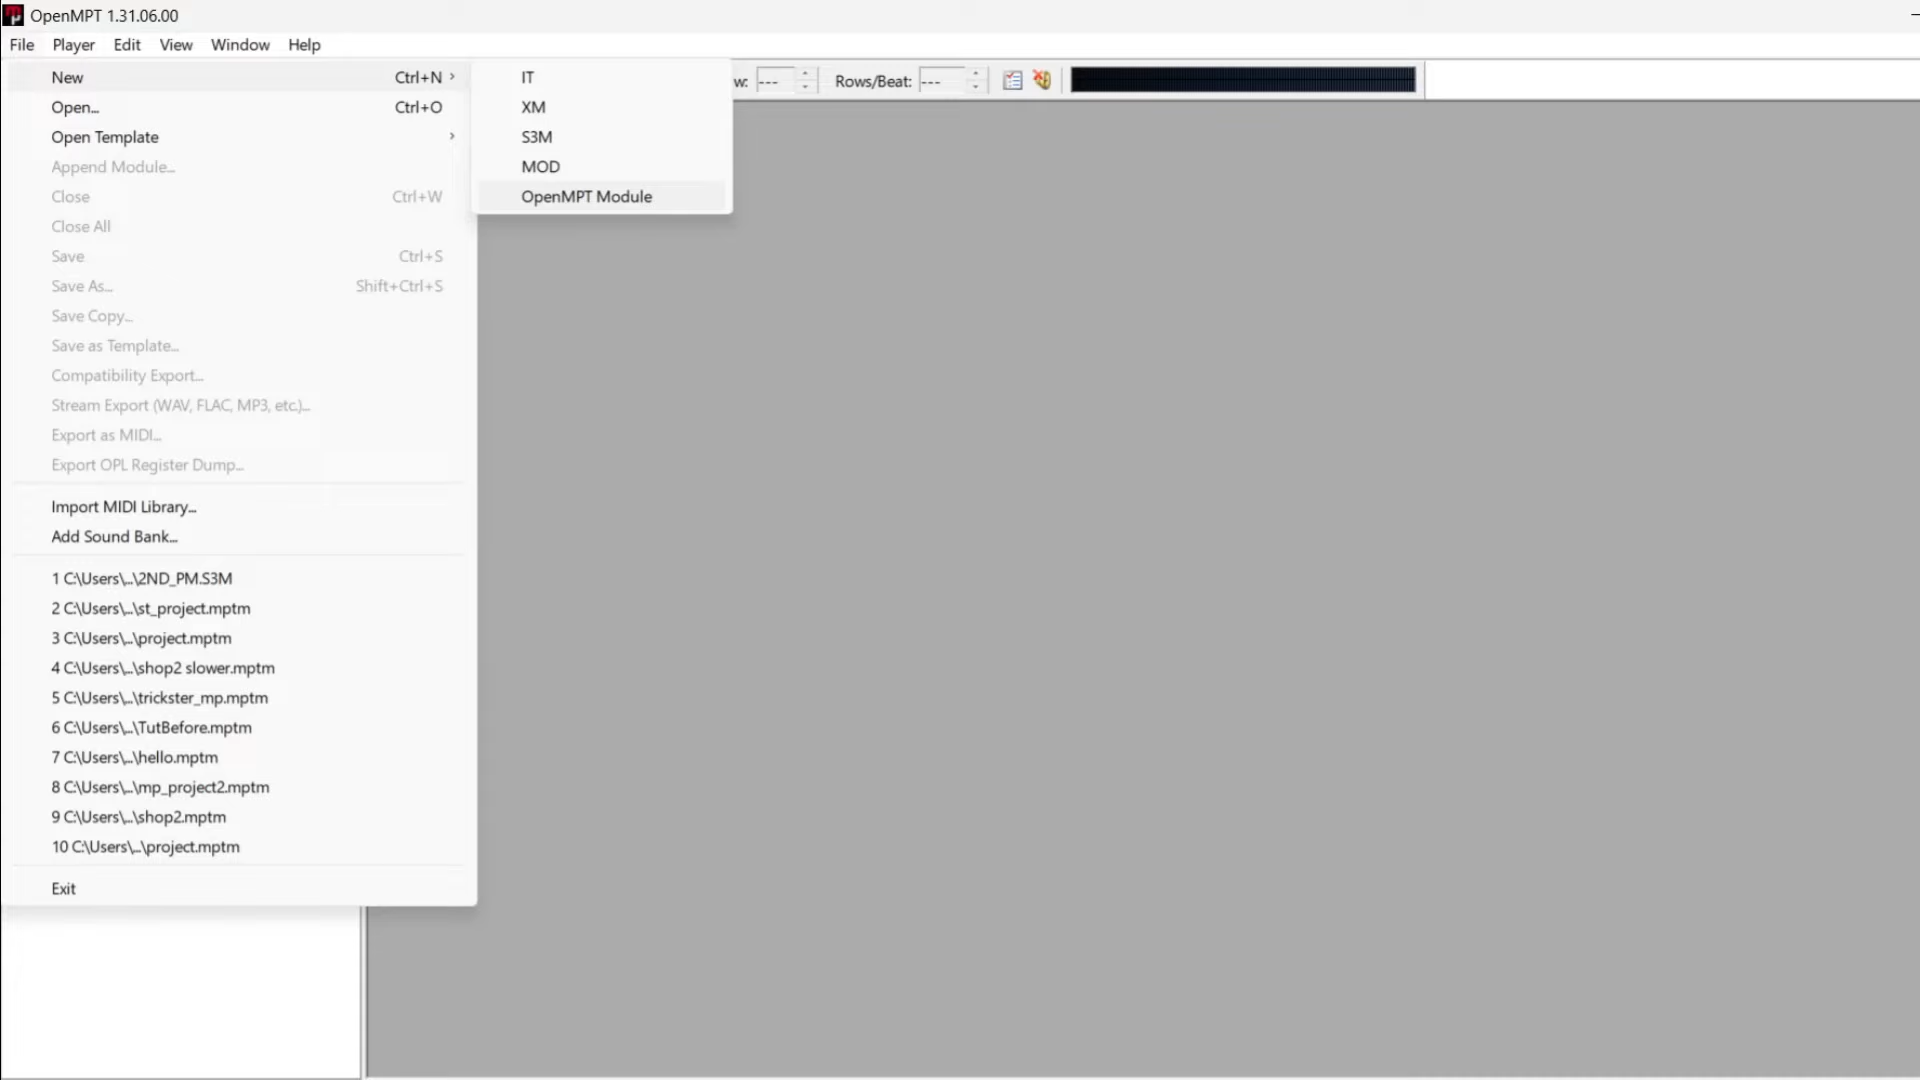 OpenMPT 1.31.06.00
File Player Edit View Window Help
New Ctrl+N
Open... Ctrl+O
Open Template
Append Module...
Close Ctrl+W
Close All
Save Ctrl+S
Save As... Shift+Ctrl+S
Save Copy...
Save as Template...
Compatibility Export...
Stream Export (WAV, FLAC, MP3, etc.)...
Export as MIDI...
Export OPL Register Dump...
Import MIDI Library...
Add Sound Bank...
1 C:\Users\...\2ND_PM.S3M
2 C:\Users\...\st_project.mptm
3 C:\Users\...\project.mptm
4 C:\Users\...\shop2 slower.mptm
5 C:\Users\...\trickster_mp.mptm
6 C:\Users\...\TutBefore.mptm
7 C:\Users\...\hello.mptm
8 C:\Users\...\mp_project2.mptm
9 C:\Users\...\shop2.mptm
10 C:\Users\...\project.mptm
Exit
IT
XM
S3M
MOD
OpenMPT Module
w: --- Rows/Beat: ---